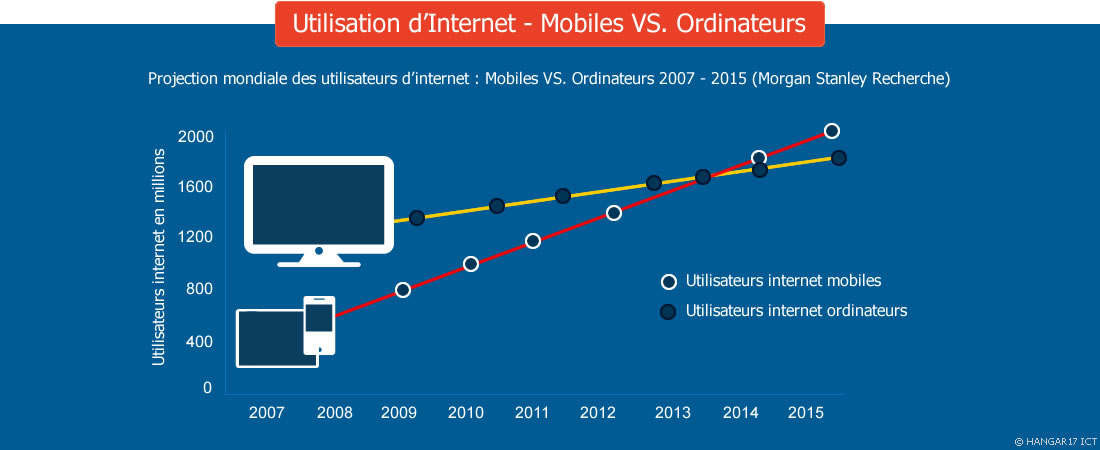 Utilisation d’Internet - Mobiles VS. Ordinateurs
Projection mondiale des utilisateurs d’internet : Mobiles VS. Ordinateurs 2007 - 2015 (Morgan Stanley Recherche)
Utilisateurs internet en millions
2000
1600
1200
800
400
0
Utilisateurs internet mobiles
Utilisateurs internet ordinateurs
2007 2008 2009 2010 2011 2012 2013 2014 2015
© HANGAR17 ICT